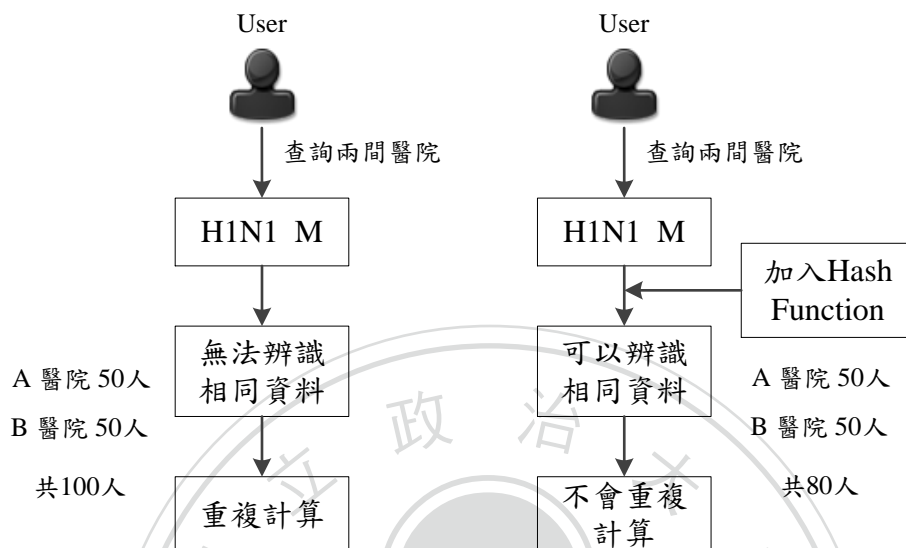 User
查詢兩間醫院
H1N1 M
無法辨識
相同資料
A 醫院 50人
B 醫院 50人
共100人
重複計算
User
查詢兩間醫院
H1N1 M
加入Hash
Function
可以辨識
相同資料
A 醫院 50人
B 醫院 50人
共80人
不會重複
計算
立政治大